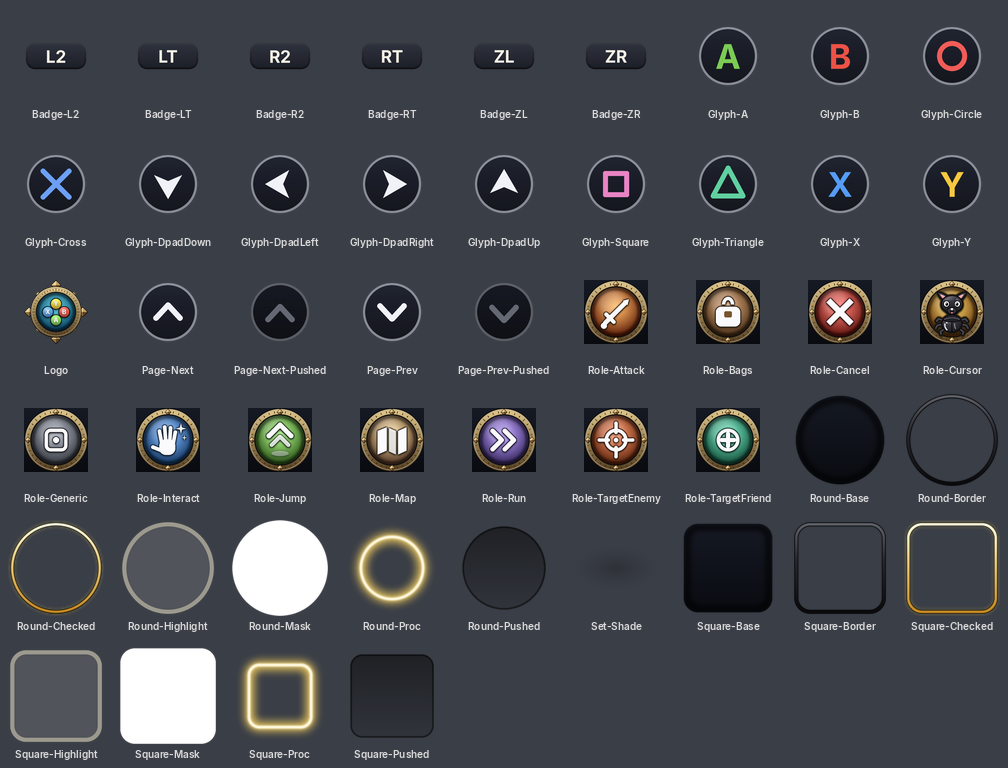 L2 LT R2 RT ZL ZR A B
Badge-L2 Badge-LT Badge-R2 Badge-RT Badge-ZL Badge-ZR Glyph-A Glyph-B Glyph-Circle
X Y
Glyph-Cross Glyph-DpadDown Glyph-DpadLeft Glyph-DpadRight Glyph-DpadUp Glyph-Square Glyph-Triangle Glyph-X Glyph-Y
Y
X B
A
Logo Page-Next Page-Next-Pushed Page-Prev Page-Prev-Pushed Role-Attack Role-Bags Role-Cancel Role-Cursor
Role-Generic Role-Interact Role-Jump Role-Map Role-Run Role-TargetEnemy Role-TargetFriend Round-Base Round-Border
Round-Checked Round-Highlight Round-Mask Round-Proc Round-Pushed Set-Shade Square-Base Square-Border Square-Checked
Square-Highlight Square-Mask Square-Proc Square-Pushed